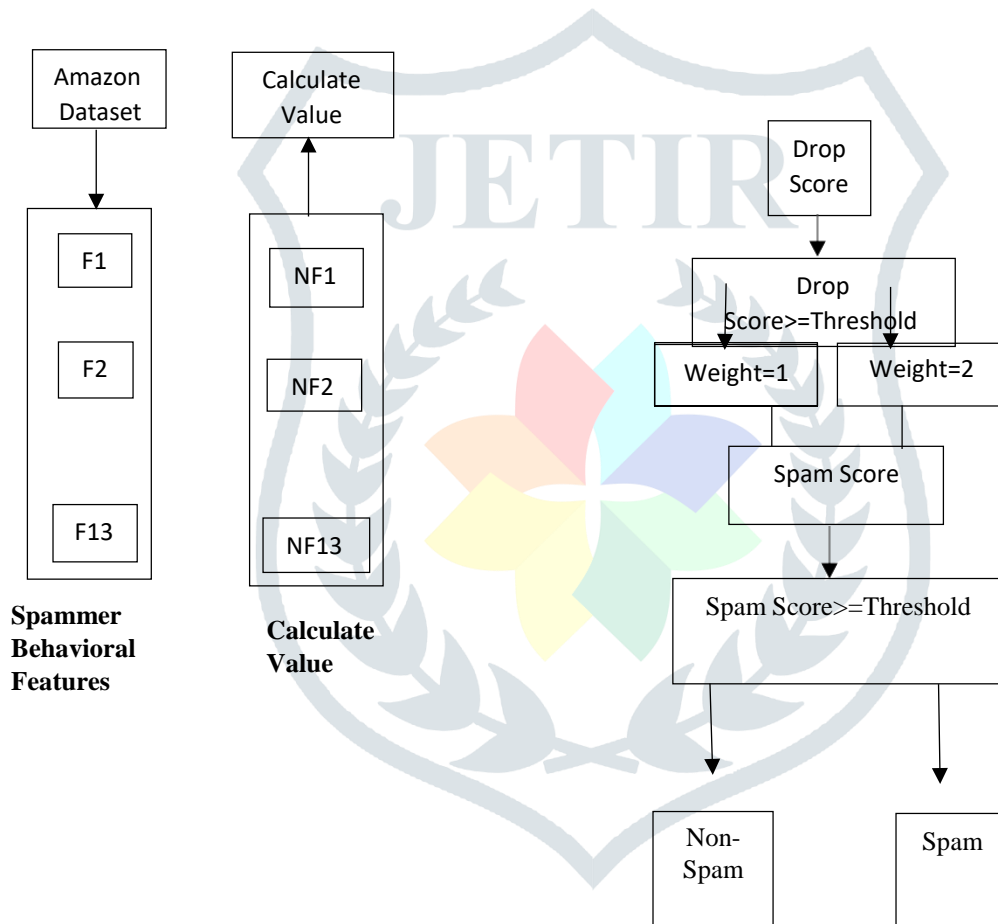 Amazon
Dataset
F1
F2
F13
Spammer
Behavioral
Features
Calculate
Value
NF1
NF2
NF13
Calculate
Value
JETIR
Drop
Score
Drop
Score>=Threshold
Weight=1
Weight=2
Spam Score
Spam Score>=Threshold
Non-
Spam
Spam